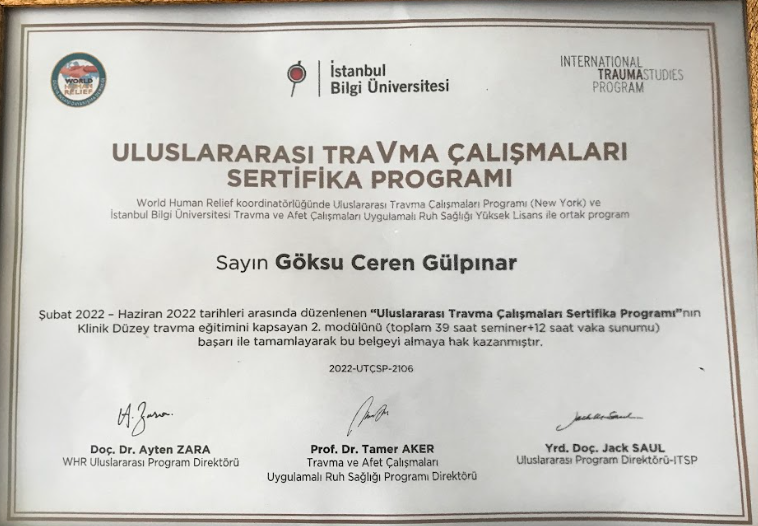 WORLD
HUMAN
RELIEF
İstanbul
Bilgi Üniversitesi
INTERNATIONAL
TRAUMASTUDIES
PROGRAM
ULUSLARARASI TRAVMA ÇALIŞMALARI
SERTİFİKA PROGRAMI
World Human Relief koordinatörlüğünde Uluslararası Travma Çalışmaları Programı (New York) ve
İstanbul Bilgi Üniversitesi Travma ve Afet Çalışmaları Uygulamalı Ruh Sağlığı Yüksek Lisans ile ortak program
Sayın Göksu Ceren Gülpınar
Şubat 2022 – Haziran 2022 tarihleri arasında düzenlenen “Uluslararası Travma Çalışmaları Sertifika Programı”nın
Klinik Düzey travma eğitimini kapsayan 2. modülünü (toplam 39 saat seminer+12 saat vaka sunumu)
başarı ile tamamlayarak bu belgeyi almaya hak kazanmıştır.
2022-UTÇSP-2106
Doç. Dr. Ayten ZARA
WHR Uluslararası Program Direktörü
Prof. Dr. Tamer AKER
Travma ve Afet Çalışmaları
Uygulamalı Ruh Sağlığı Programı Direktörü
Yrd. Doç. Jack SAUL
Uluslararası Program Direktörü-ITSP